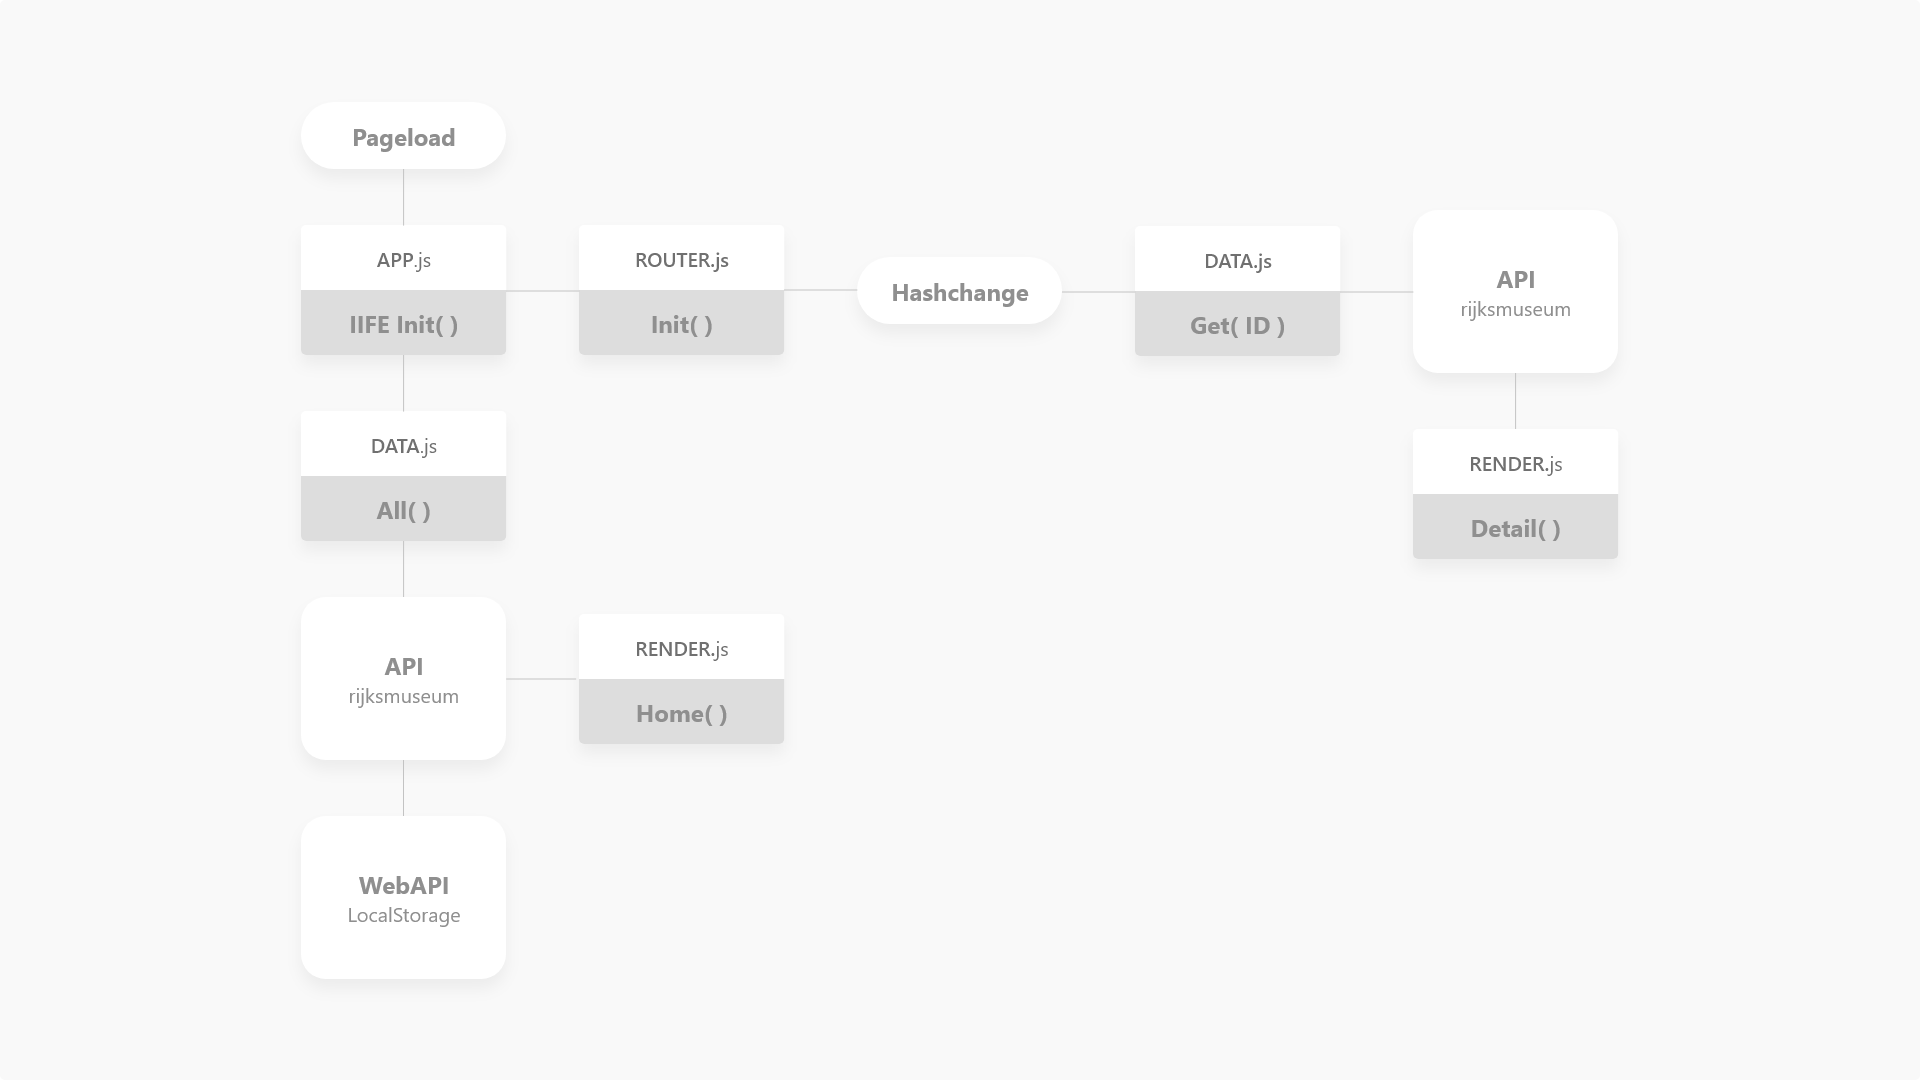 Pageload
APP.js
IIFE Init( )
ROUTER.js
Init( )
Hashchange
DATA.js
Get( ID )
API
rijksmuseum
DATA.js
All( )
RENDER.js
Detail( )
API
rijksmuseum
RENDER.js
Home( )
WebAPI
LocalStorage